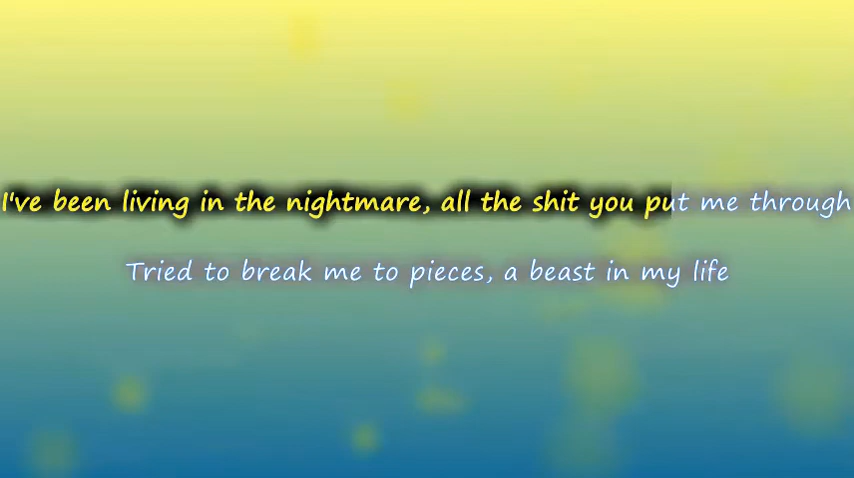 I've been living in the nightmare, all the shit you put me through
Tried to break me to pieces, a beast in my life